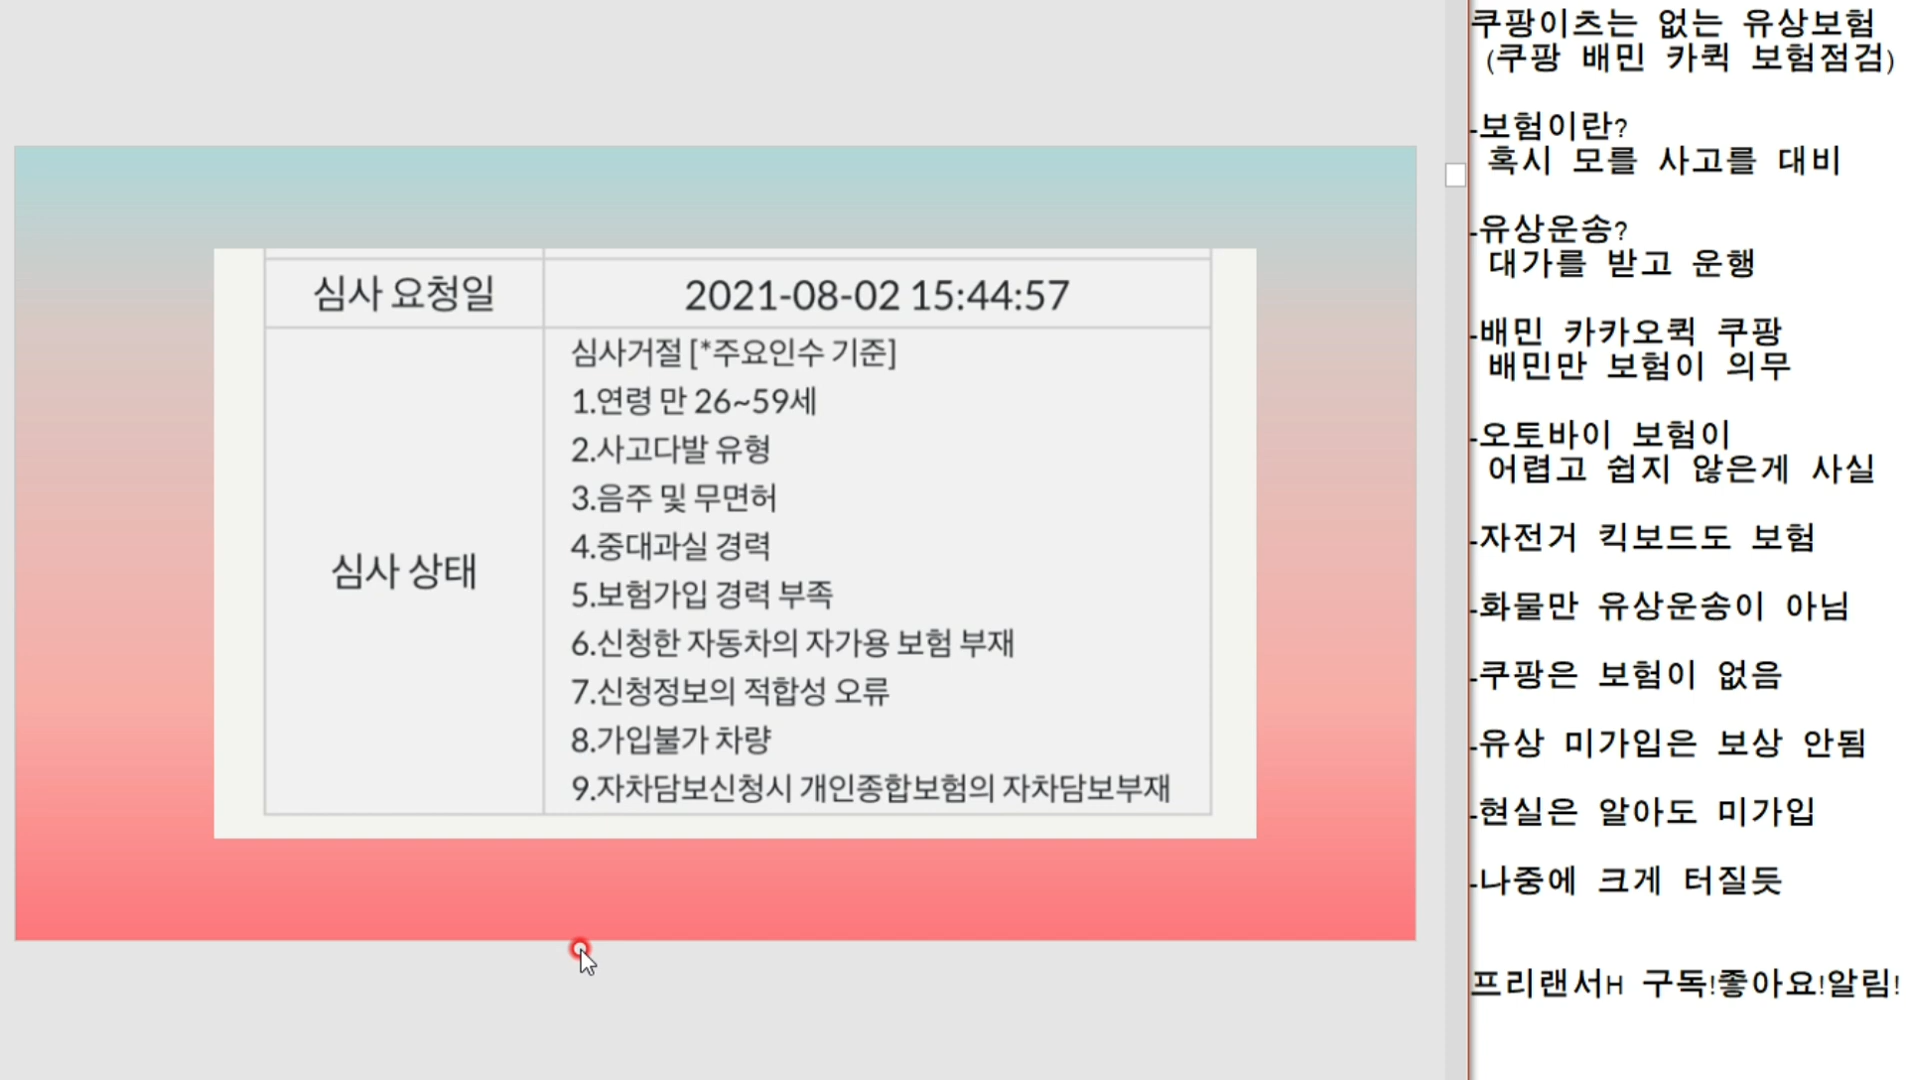 심사 요청일
2021-08-02 15:44:57
심사 상태
심사거절 [*주요인수 기준]
1.연령 만 26~59세
2.사고다발 유형
3.음주 및 무면허
4.중대과실 경력
5.보험가입 경력 부족
6.신청한 자동차의 자가용 보험 부재
7.신청정보의 적합성 오류
8.가입불가 차량
9.자차담보신청시 개인종합보험의 자차담보부재
쿠팡이츠는 없는 유상보험
(쿠팡 배민 카퀵 보험점검)
-보험이란?
혹시 모를 사고를 대비
-유상운송?
대가를 받고 운행
-배민 카카오퀵 쿠팡
배민만 보험이 의무
-오토바이 보험이
어렵고 쉽지 않은게 사실
-자전거 킥보드도 보험
-화물만 유상운송이 아님
-쿠팡은 보험이 없음
-유상 미가입은 보상 안됨
-현실은 알아도 미가입
-나중에 크게 터질듯
프리랜서H 구독!좋아요!알림!